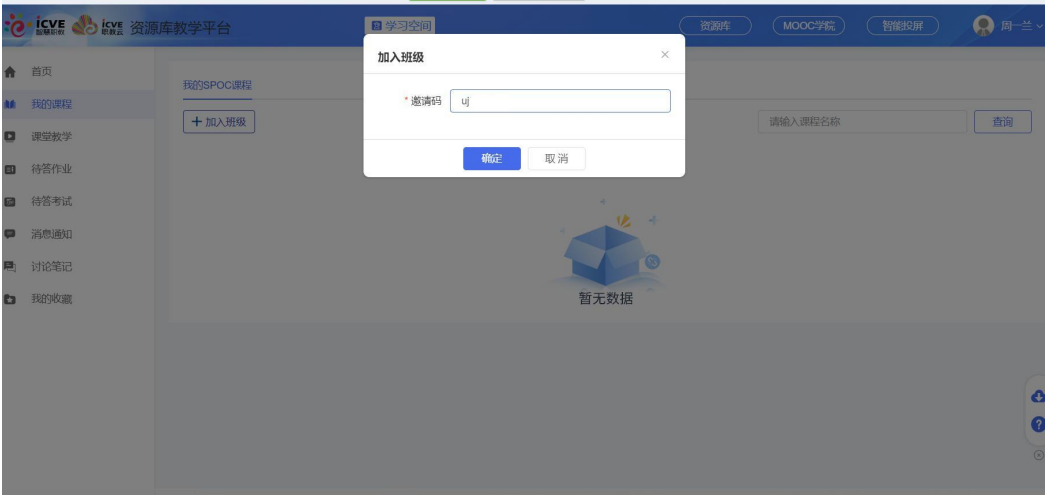 icve 智慧职教 icve 职教云 资源库教学平台 学习空间 资源库 MOOC学院 智能投屏 周一兰
首页
我的课程
课堂教学
待答作业
待答考试
消息通知
讨论笔记
我的收藏
我的SPOC课程
加入班级
请输入课程名称 查询
加入班级
* 邀请码 uj
确定 取消
暂无数据